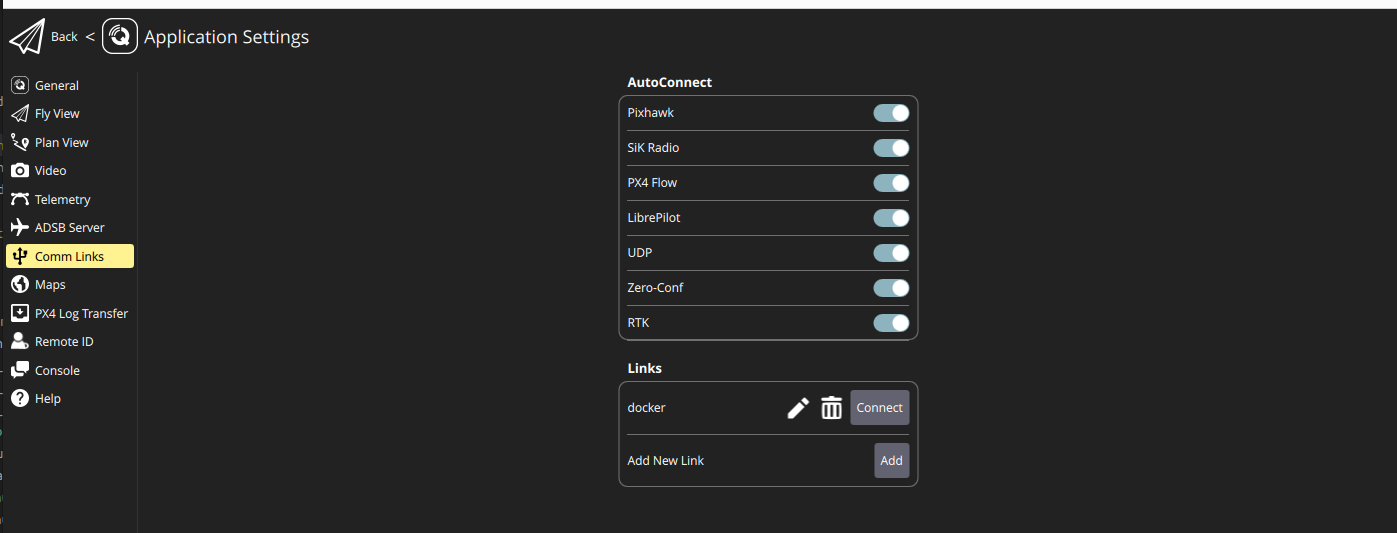 Back < Application Settings
General
Fly View
Plan View
Video
Telemetry
ADSB Server
Comm Links
Maps
PX4 Log Transfer
Remote ID
Console
Help
AutoConnect
Pixhawk
SiK Radio
PX4 Flow
LibrePilot
UDP
Zero-Conf
RTK
Links
docker Connect
Add New Link Add